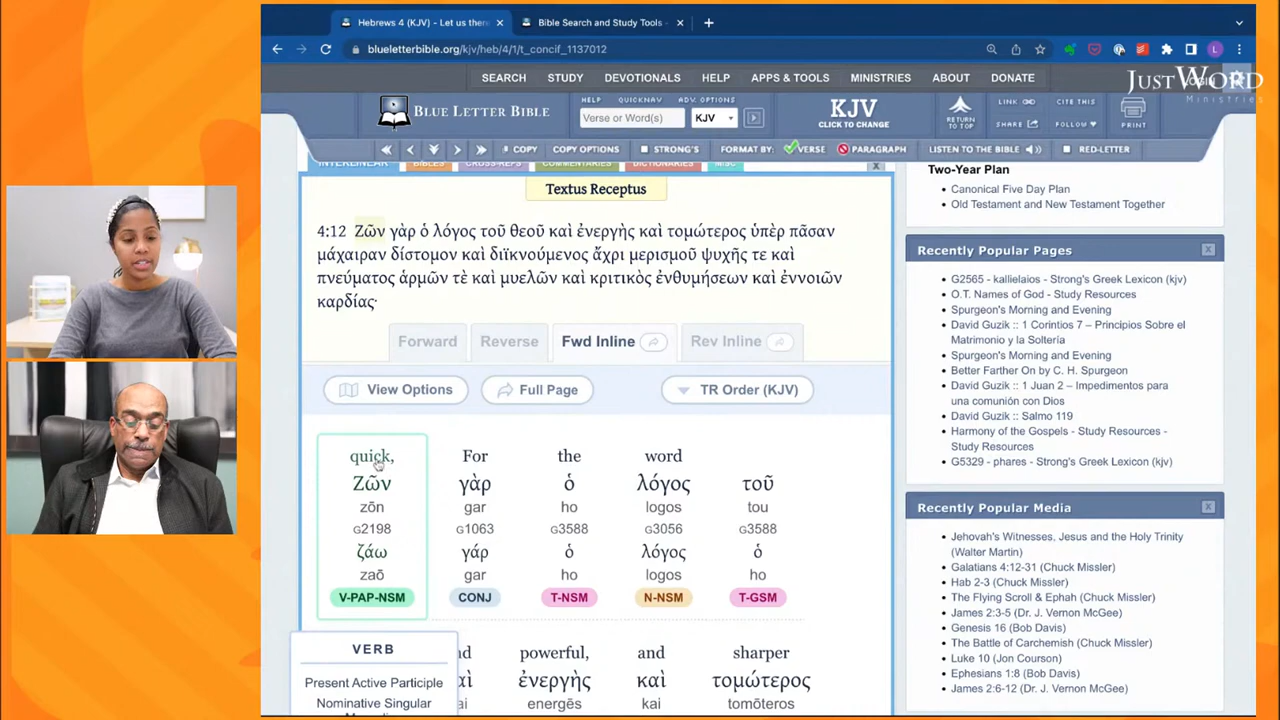 Hebrews 4 (KJV) - Let us there
Bible Search and Study Tools -
blueletterbible.org/kjv/heb/4/1/t_concif_1137012
JUSTWORD
Ministries
SEARCH STUDY DEVOTIONALS HELP APPS & TOOLS MINISTRIES ABOUT DONATE
BLUE LETTER BIBLE
HELP QUICKNAV ADV. OPTIONS
Verse or Word(s) KJV
KJV
CLICK TO CHANGE
RETURN
TO TOP
LINK CITE THIS
SHARE FOLLOW
PRINT
COPY COPY OPTIONS STRONG'S FORMAT BY: VERSE PARAGRAPH LISTEN TO THE BIBLE RED-LETTER
INTERLINEAR BIBLES CROSS-REFS COMMENTARIES DICTIONARIES MISC
Textus Receptus
4:12 Ζῶν γὰρ ὁ λόγος τοῦ θεοῦ καὶ ἐνεργὴς καὶ τομώτερος ὑπὲρ πᾶσαν
μάχαιραν δίστομον καὶ διϊκνούμενος ἄχρι μερισμοῦ ψυχῆς τε καὶ
πνεύματος ἁρμῶν τὲ καὶ μυελῶν καὶ κριτικὸς ἐνθυμήσεων καὶ ἐννοιῶν
καρδίας·
Forward Reverse Fwd Inline Rev Inline
View Options Full Page TR Order (KJV)
quick, For the word
Ζῶν γὰρ ὁ λόγος τοῦ
zōn gar ho logos tou
G2198 G1063 G3588 G3056 G3588
ζάω γάρ ὁ λόγος ὁ
zaō gar ho logos ho
V-PAP-NSM CONJ T-NSM N-NSM T-GSM
powerful, and sharper
ἐνεργὴς καὶ τομώτερος
energēs kai tomōteros
VERB
Present Active Participle
Nominative Singular
Two-Year Plan
Canonical Five Day Plan
Old Testament and New Testament Together
Recently Popular Pages
G2565 - kallielaios - Strong's Greek Lexicon (kjv)
O.T. Names of God - Study Resources
Spurgeon's Morning and Evening
David Guzik :: 1 Corintios 7 – Principios Sobre el
Matrimonio y la Soltería
Spurgeon's Morning and Evening
Better Farther On by C. H. Spurgeon
David Guzik :: 1 Juan 2 – Impedimentos para
una comunión con Dios
David Guzik :: Salmo 119
Harmony of the Gospels - Study Resources -
Study Resources
G5329 - phares - Strong's Greek Lexicon (kjv)
Recently Popular Media
Jehovah's Witnesses, Jesus and the Holy Trinity
(Walter Martin)
Galatians 4:12-31 (Chuck Missler)
Hab 2-3 (Chuck Missler)
The Flying Scroll & Ephah (Chuck Missler)
James 2:3-5 (Dr. J. Vernon McGee)
Genesis 16 (Bob Davis)
The Battle of Carchemish (Chuck Missler)
Luke 10 (Jon Courson)
Ephesians 1:8 (Bob Davis)
James 2:6-12 (Dr. J. Vernon McGee)